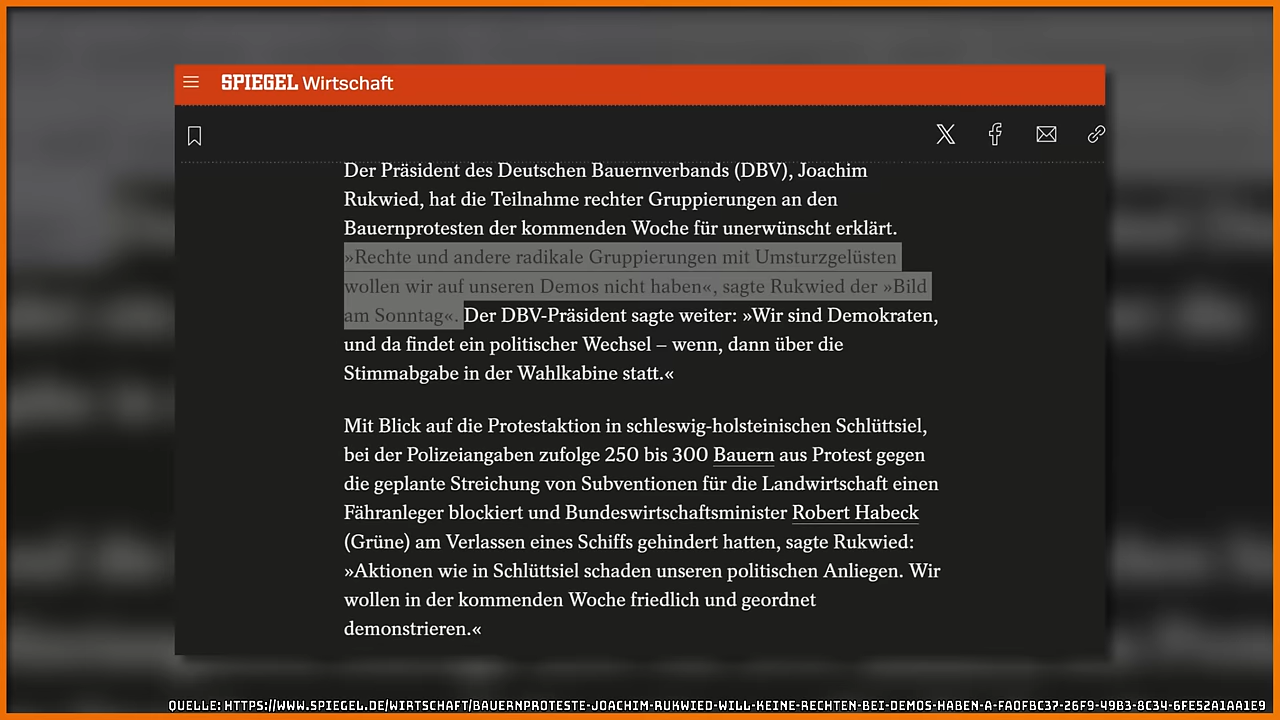 SPIEGEL Wirtschaft
Der Präsident des Deutschen Bauernverbands (DBV), Joachim
Rukwied, hat die Teilnahme rechter Gruppierungen an den
Bauernprotesten der kommenden Woche für unerwünscht erklärt.
»Rechte und andere radikale Gruppierungen mit Umsturzgelüsten
wollen wir auf unseren Demos nicht haben«, sagte Rukwied der »Bild
am Sonntag«. Der DBV-Präsident sagte weiter: »Wir sind Demokraten,
und da findet ein politischer Wechsel – wenn, dann über die
Stimmabgabe in der Wahlkabine statt.«
Mit Blick auf die Protestaktion in schleswig-holsteinischen Schlüttsiel,
bei der Polizeiangaben zufolge 250 bis 300 Bauern aus Protest gegen
die geplante Streichung von Subventionen für die Landwirtschaft einen
Fähranleger blockiert und Bundeswirtschaftsminister Robert Habeck
(Grüne) am Verlassen eines Schiffs gehindert hatten, sagte Rukwied:
»Aktionen wie in Schlüttsiel schaden unseren politischen Anliegen. Wir
wollen in der kommenden Woche friedlich und geordnet
demonstrieren.«
QUELLE: HTTPS://WWW.SPIEGEL.DE/WIRTSCHAFT/BAUERNPROTESTE-JOACHIM-RUKWIED-WILL-KEINE-RECHTEN-BEI-DEMOS-HABEN-A-FA0FBC37-26F9-49B3-8C34-6FE52A1AA1E9